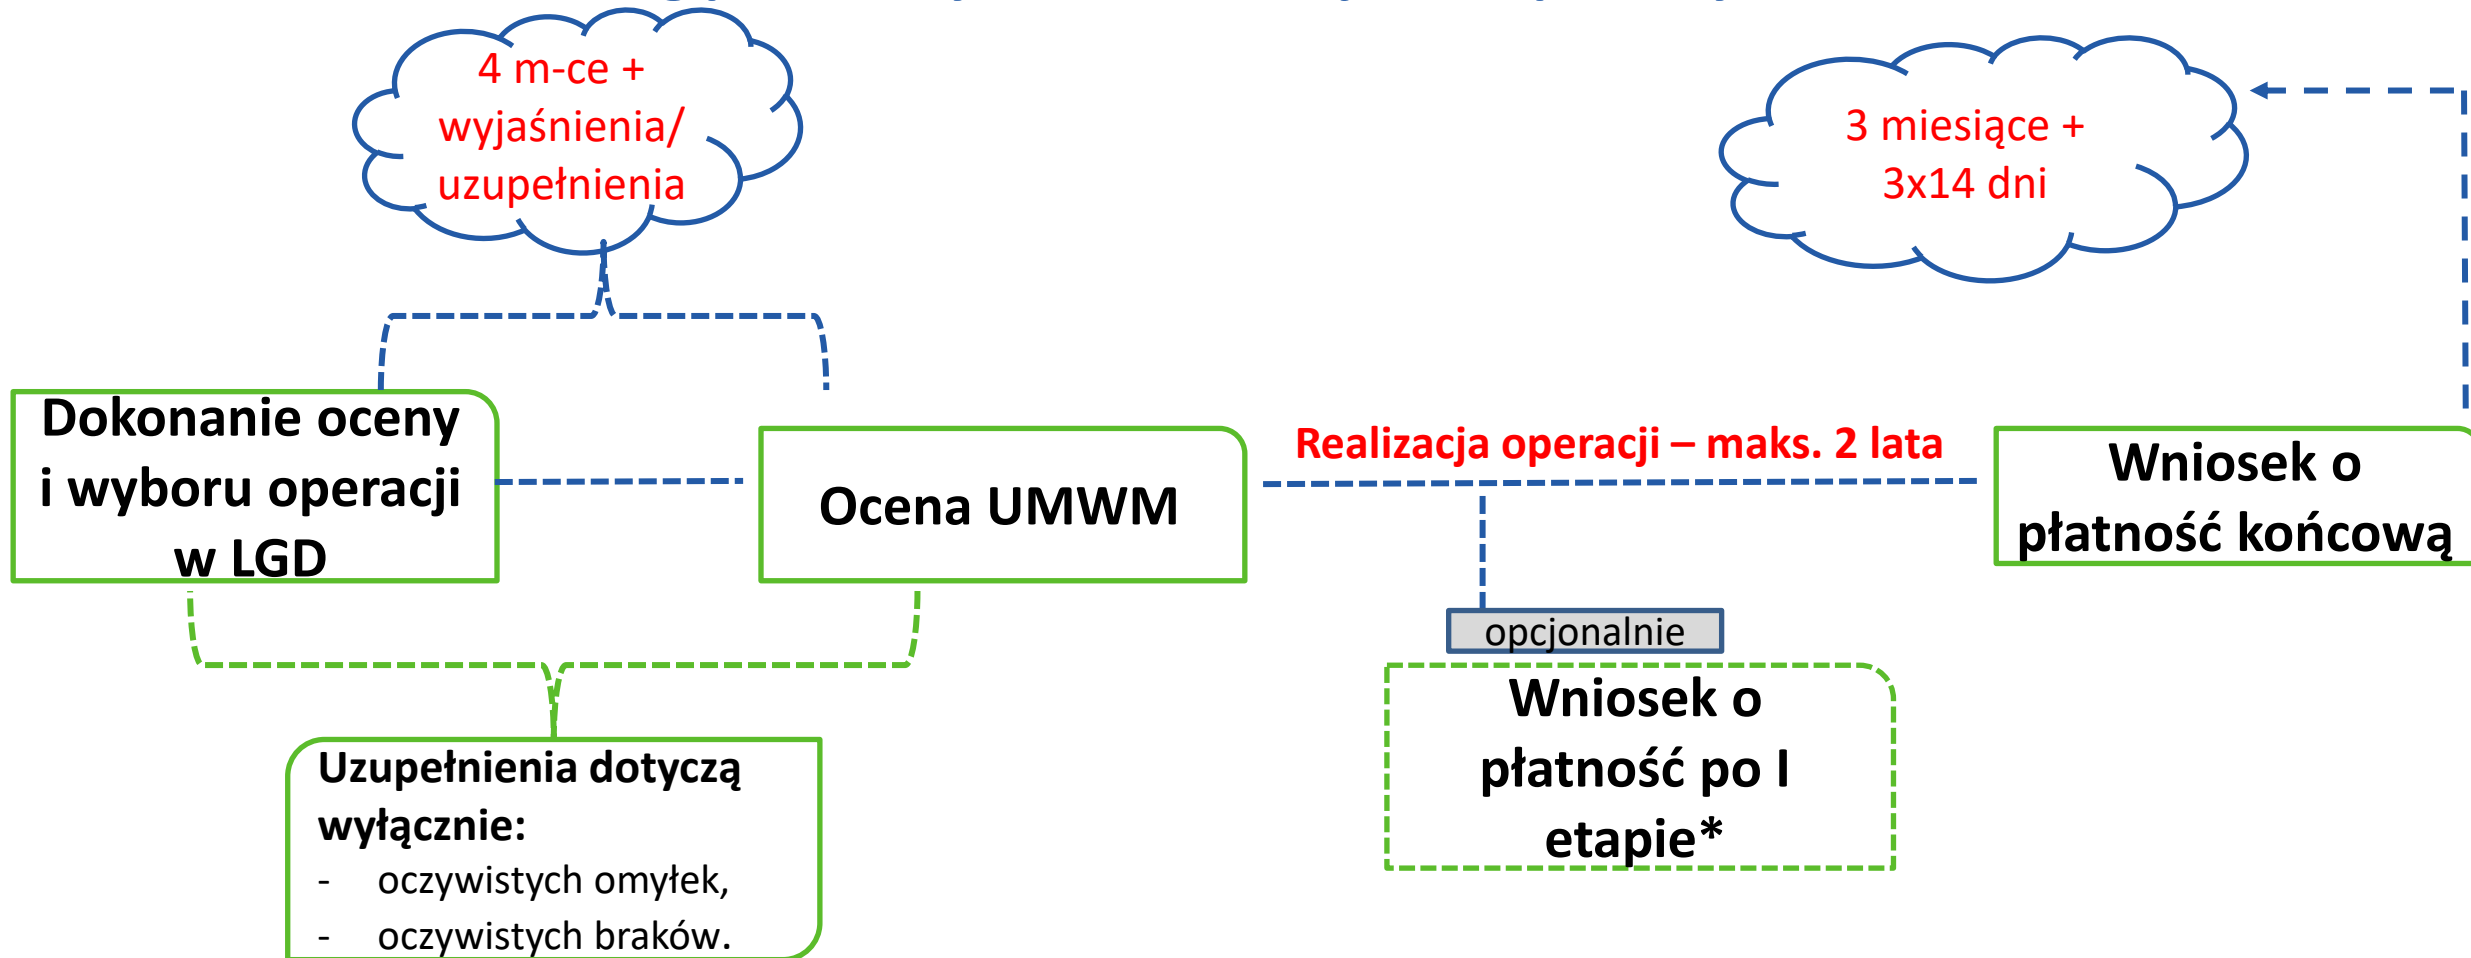 4 m-ce +
wyjaśnienia/
uzupełnienia
3 miesiące +
3x14 dni
Dokonanie oceny
i wyboru operacji
w LGD
Ocena UMWM
Realizacja operacji – maks. 2 lata
Wniosek o
płatność końcową
opcjonalnie
Wniosek o
płatność po I
etapie*
Uzupełnienia dotyczą
wyłącznie:
- oczywistych omyłek,
- oczywistych braków.